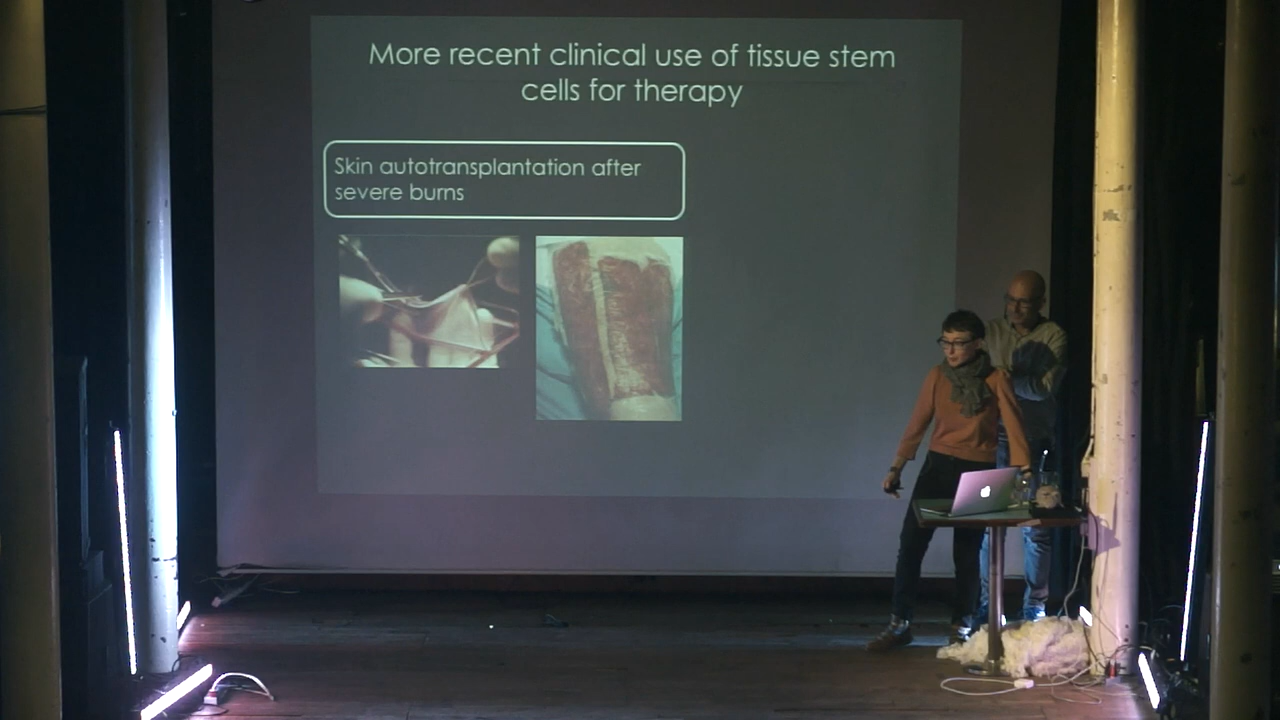 More recent clinical use of tissue stem
cells for therapy
Skin autotransplantation after
severe burns